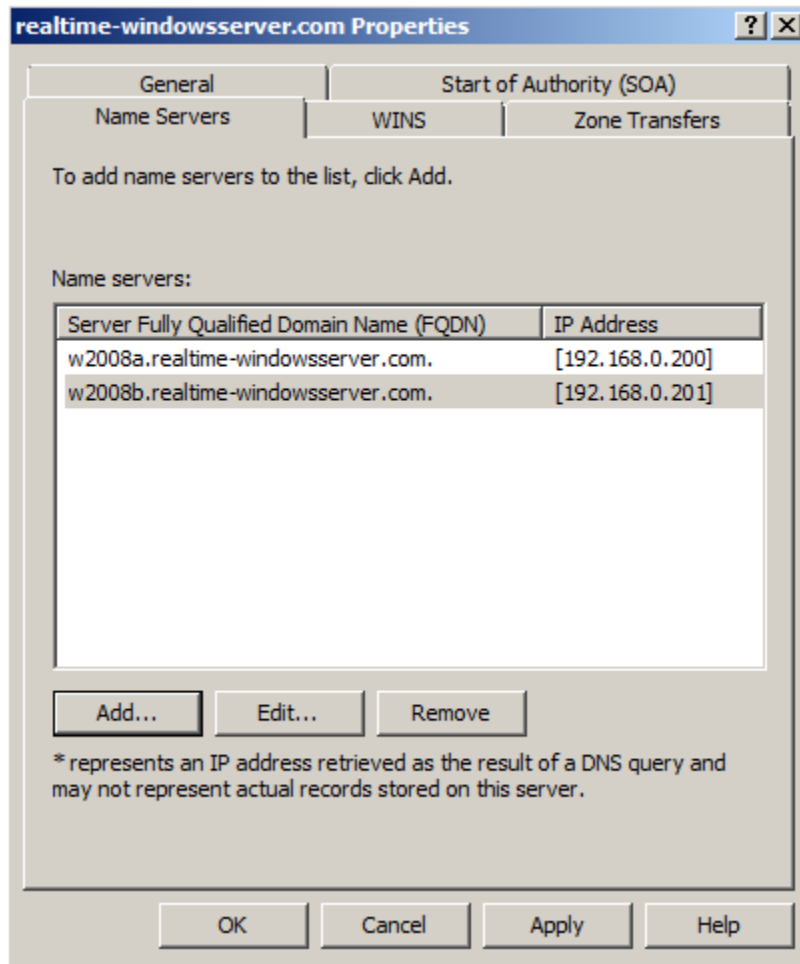 realtime-windowsserver.com Properties
General Start of Authority (SOA)
Name Servers WINS Zone Transfers
To add name servers to the list, click Add.
Name servers:
Server Fully Qualified Domain Name (FQDN) IP Address
w2008a.realtime-windowsserver.com. [192.168.0.200]
w2008b.realtime-windowsserver.com. [192.168.0.201]
Add... Edit... Remove
* represents an IP address retrieved as the result of a DNS query and
may not represent actual records stored on this server.
OK Cancel Apply Help